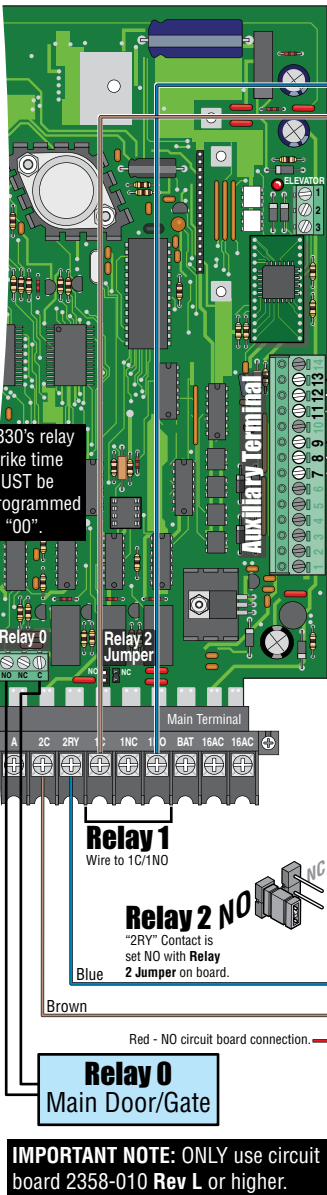 ELEVATOR
1
2
3
Auxiliary Terminal
14
13
12
11
10
9
8
7
6
5
4
3
2
1
830's relay
rike time
UST be
rogrammed
"00".
Relay 0
Relay 2
Jumper
NO NC C
NO NC
Main Terminal
A 2C 2RY 1C 1NC 1NO BAT 16AC 16AC
Relay 1
Wire to 1C/1NO
NC
Relay 2 NO
"2RY" Contact is
set NO with Relay
2 Jumper on board.
Blue
Brown
Red - NO circuit board connection.
Relay 0
Main Door/Gate
IMPORTANT NOTE: ONLY use circuit
board 2358-010 Rev L or higher.